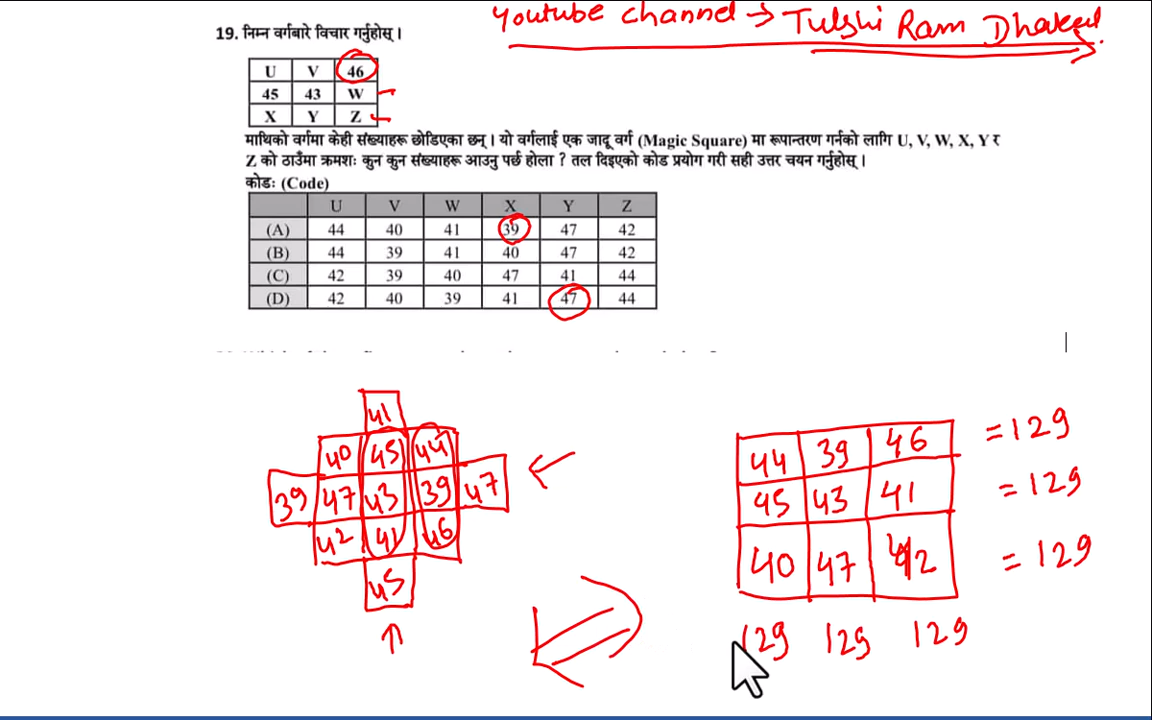 Youtube channel → Tulshi Ram Dhakal
19. निम्न वर्गबारे विचार गर्नुहोस् ।
U V 46
45 43 W
X Y Z
माथिको वर्गमा केही संख्याहरू छोडिएका छन् । यो वर्गलाई एक जादू वर्ग (Magic Square) मा रूपान्तरण गर्नको लागि U, V, W, X, Y र
Z को ठाउँमा क्रमशः कुन कुन संख्याहरू आउनु पर्छ होला ? तल दिइएको कोड प्रयोग गरी सही उत्तर चयन गर्नुहोस् ।
कोडः (Code)
U V W X Y Z
(A) 44 40 41 39 47 42
(B) 44 39 41 40 47 42
(C) 42 39 40 47 41 44
(D) 42 40 39 41 47 44
41
40 45 44
39 47 43 39 47
42 41 46
45
44 39 46 = 129
45 43 41 = 129
40 47 42 = 129
129 129 129